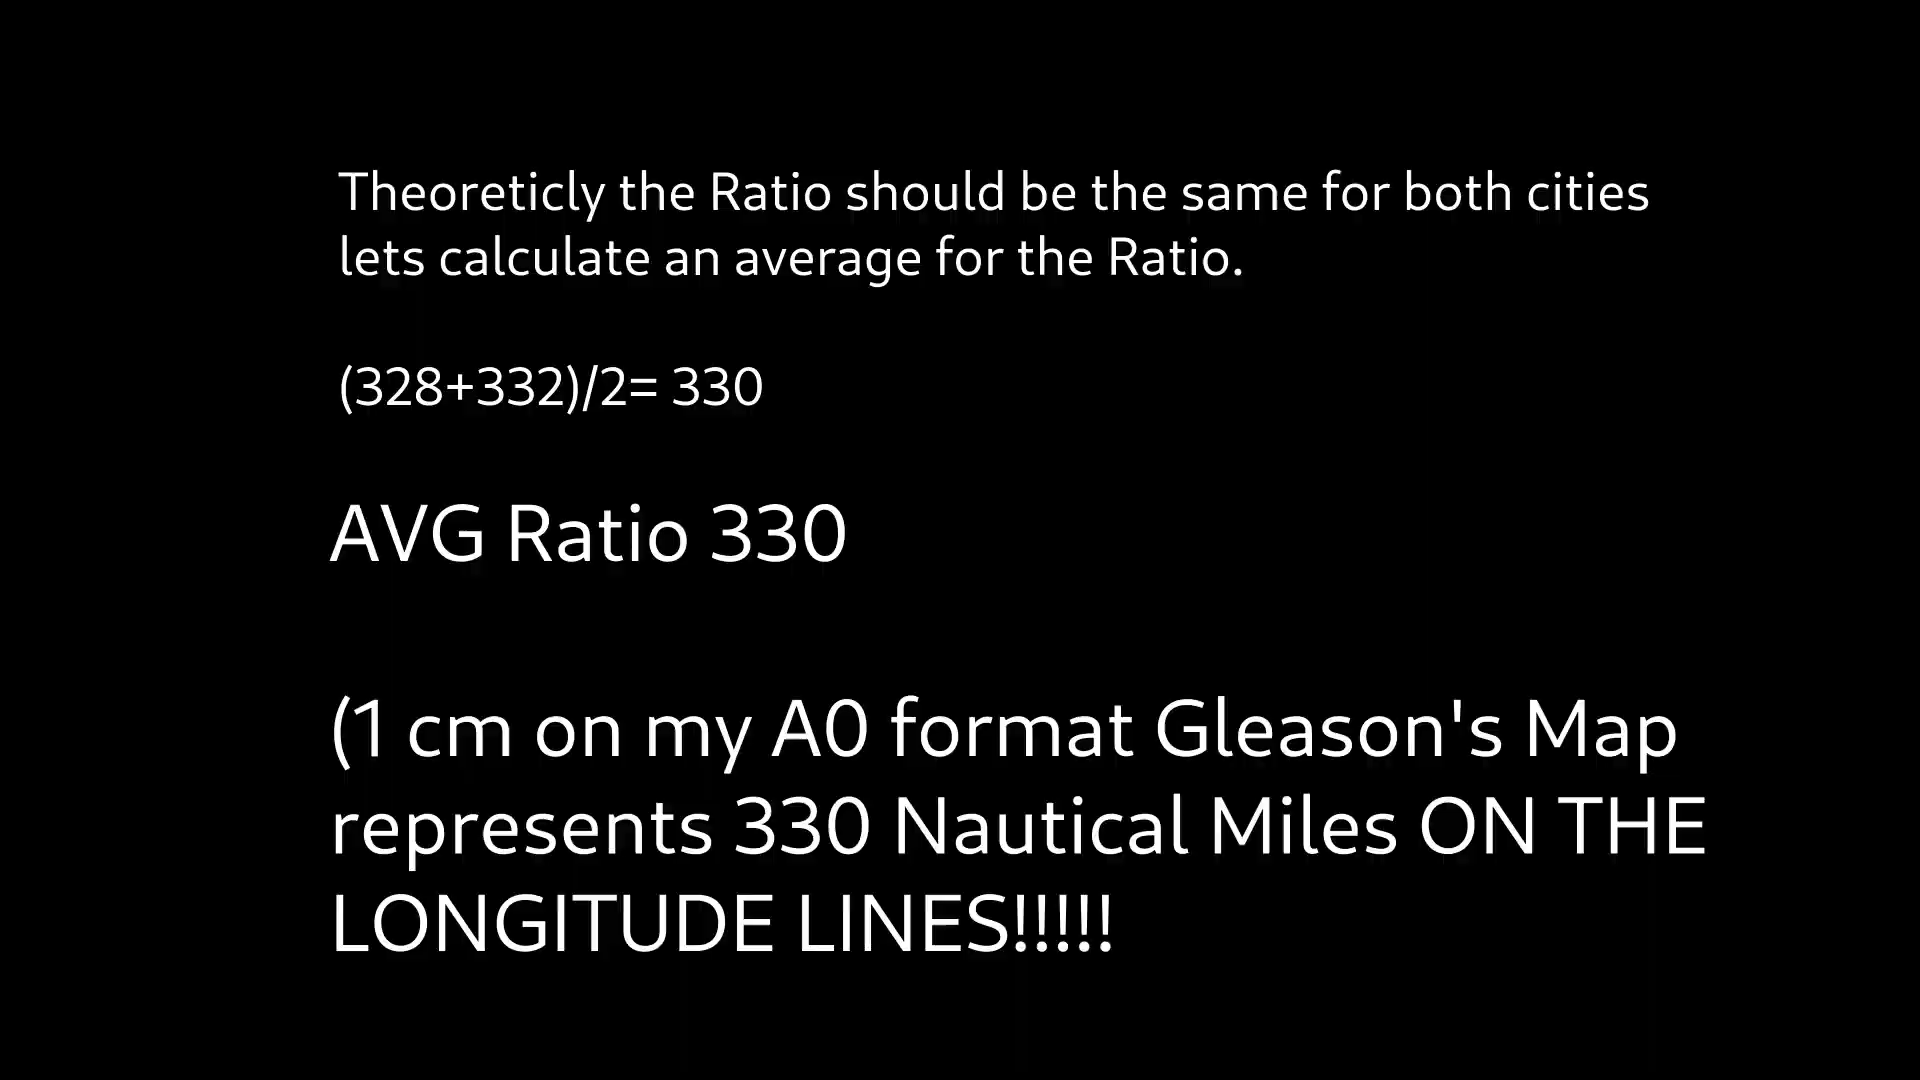 Theoreticly the Ratio should be the same for both cities
lets calculate an average for the Ratio.
(328+332)/2= 330
AVG Ratio 330
(1 cm on my A0 format Gleason's Map
represents 330 Nautical Miles ON THE
LONGITUDE LINES!!!!!